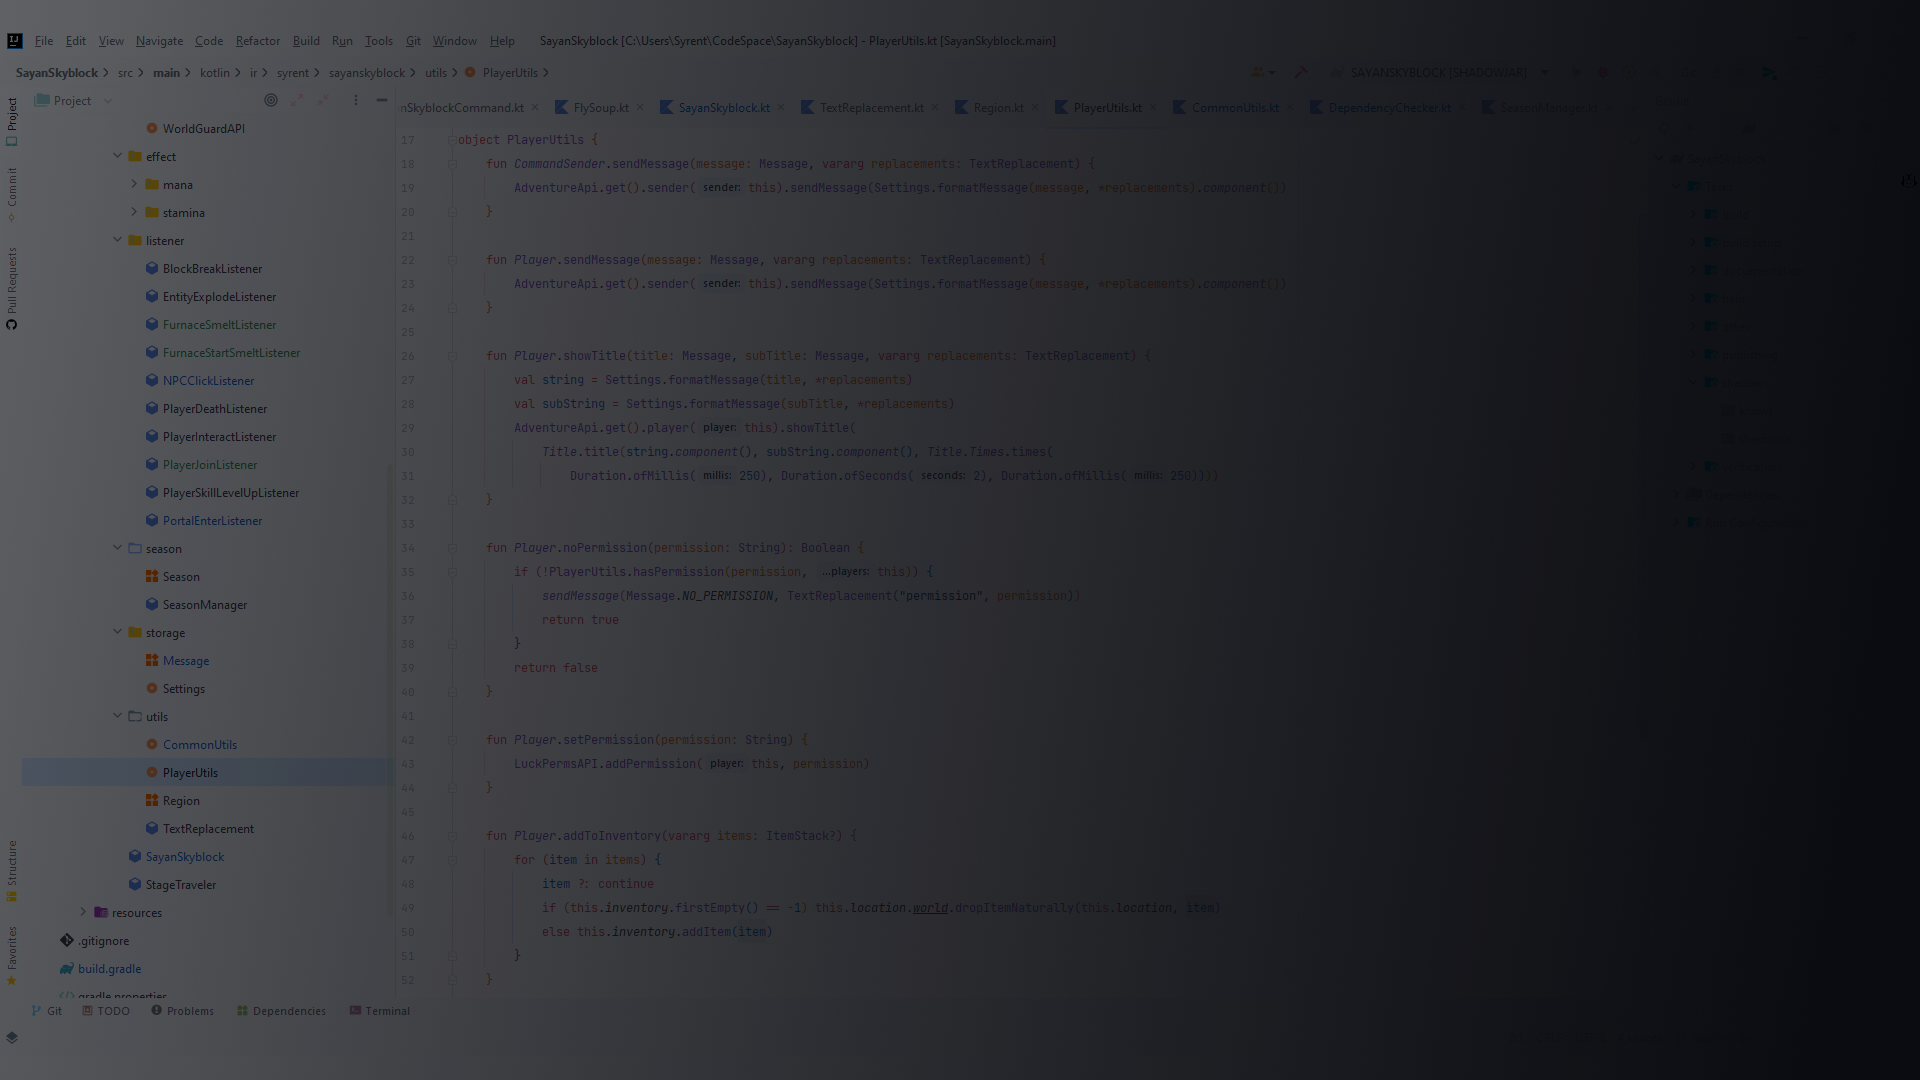 File Edit View Navigate Code Refactor Build Run Tools Git Window Help SayanSkyblock [C:\Users\Syrent\CodeSpace\SayanSkyblock] - PlayerUtils.kt [SayanSkyblock.main]
SayanSkyblock src main kotlin ir syrent sayanskyblock utils PlayerUtils SAYANSKYBLOCK [SHADOWJAR]
Project
nSkyblockCommand.kt FlySoup.kt SayanSkyblock.kt TextReplacement.kt Region.kt PlayerUtils.kt CommonUtils.kt DependencyChecker.kt SeasonManager.kt
Project
Commit
Pull Requests
Structure
Favorites
WorldGuardAPI
effect
mana
stamina
listener
BlockBreakListener
EntityExplodeListener
FurnaceSmeltListener
FurnaceStartSmeltListener
NPCClickListener
PlayerDeathListener
PlayerInteractListener
PlayerJoinListener
PlayerSkillLevelUpListener
PortalEnterListener
season
Season
SeasonManager
storage
Message
Settings
utils
CommonUtils
PlayerUtils
Region
TextReplacement
SayanSkyblock
StageTraveler
resources
.gitignore
build.gradle
gradle.properties
17 object PlayerUtils {
18 fun CommandSender.sendMessage(message: Message, vararg replacements: TextReplacement) {
19 AdventureApi.get().sender( sender: this).sendMessage(Settings.formatMessage(message, *replacements).component())
20 }
21
22 fun Player.sendMessage(message: Message, vararg replacements: TextReplacement) {
23 AdventureApi.get().sender( sender: this).sendMessage(Settings.formatMessage(message, *replacements).component())
24 }
25
26 fun Player.showTitle(title: Message, subTitle: Message, vararg replacements: TextReplacement) {
27 val string = Settings.formatMessage(title, *replacements)
28 val subString = Settings.formatMessage(subTitle, *replacements)
29 AdventureApi.get().player( player: this).showTitle(
30 Title.title(string.component(), subString.component(), Title.Times.times(
31 Duration.ofMillis( millis: 250), Duration.ofSeconds( seconds: 2), Duration.ofMillis( millis: 250))))
32 }
33
34 fun Player.noPermission(permission: String): Boolean {
35 if (!PlayerUtils.hasPermission(permission, ...players: this)) {
36 sendMessage(Message.NO_PERMISSION, TextReplacement("permission", permission))
37 return true
38 }
39 return false
40 }
41
42 fun Player.setPermission(permission: String) {
43 LuckPermsAPI.addPermission( player: this, permission)
44 }
45
46 fun Player.addToInventory(vararg items: ItemStack?) {
47 for (item in items) {
48 item ?: continue
49 if (this.inventory.firstEmpty() == -1) this.location.world.dropItemNaturally(this.location, item)
50 else this.inventory.addItem(item)
51 }
52 }
Git TODO Problems Dependencies Terminal